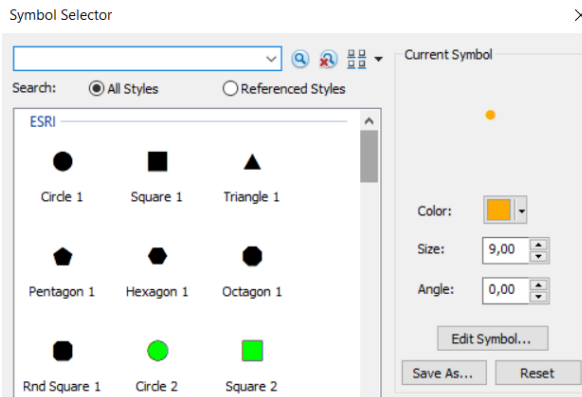 Symbol Selector
Search:
All Styles
Referenced Styles
ESRI
Circle 1
Square 1
Triangle 1
Pentagon 1
Hexagon 1
Octagon 1
Rnd Square 1
Circle 2
Square 2
Current Symbol
Color:
Size:
9,00
Angle:
0,00
Edit Symbol...
Save As...
Reset